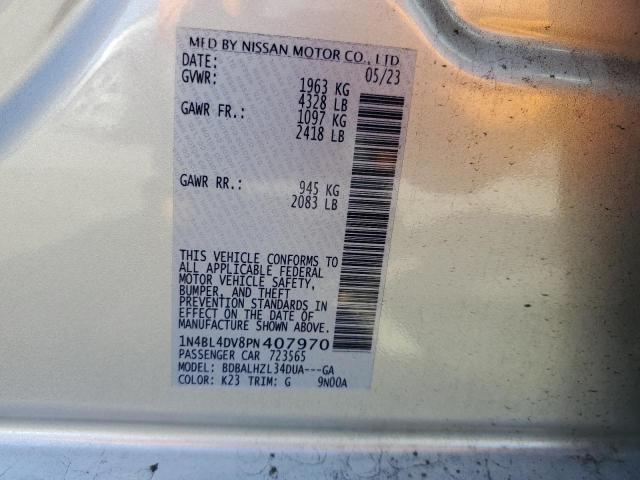 MFD BY NISSAN MOTOR CO., LTD
DATE: 05/23
GVWR: 1963 KG
4328 LB
GAWR FR.: 1097 KG
2418 LB
GAWR RR.: 945 KG
2083 LB
THIS VEHICLE CONFORMS TO
ALL APPLICABLE FEDERAL
MOTOR VEHICLE SAFETY,
BUMPER, AND THEFT
PREVENTION STANDARDS IN
EFFECT ON THE DATE OF
MANUFACTURE SHOWN ABOVE.
1N4BL4DV8PN407970
PASSENGER CAR 723565
MODEL: BDBALHZL34DUA---GA
COLOR: K23 TRIM: G 9N00A